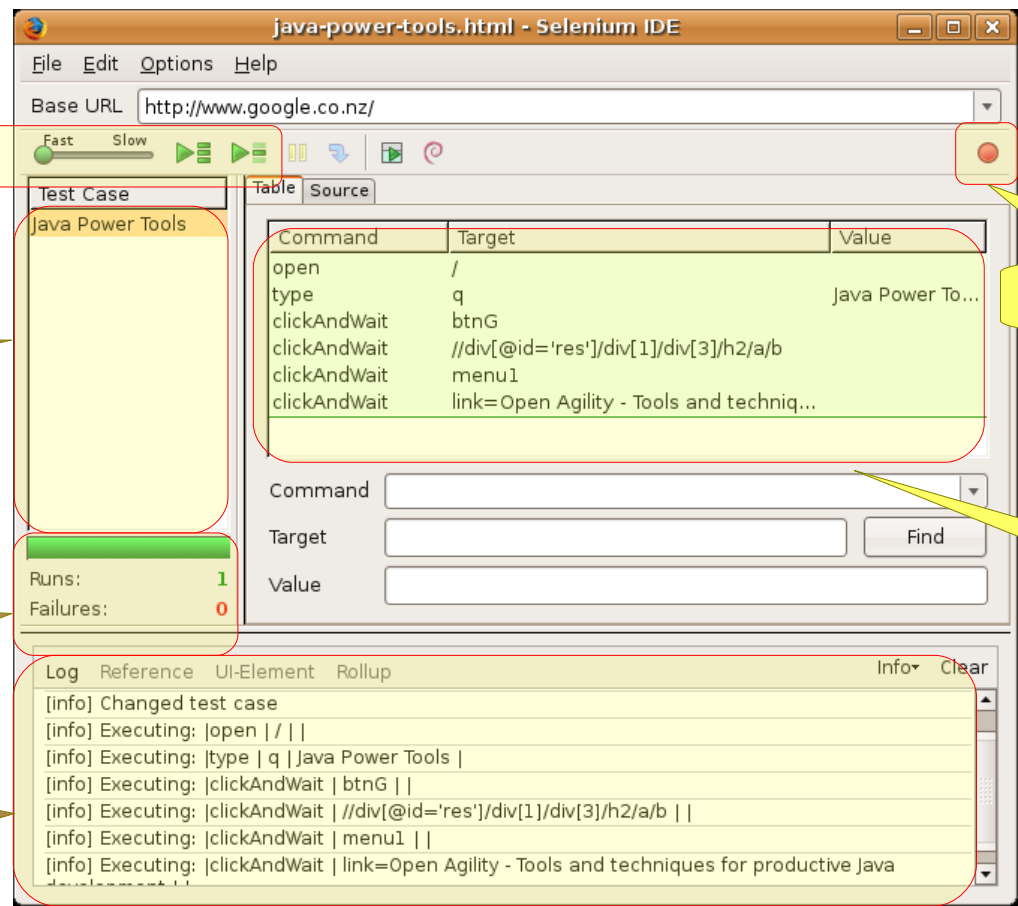 java-power-tools.html - Selenium IDE
File Edit Options Help
Base URL http://www.google.co.nz/
Fast Slow
Test Case
Java Power Tools
Table Source
Command Target Value
open /
type q Java Power To...
clickAndWait btnG
clickAndWait //div[@id='res']/div[1]/div[3]/h2/a/b
clickAndWait menu1
clickAndWait link=Open Agility - Tools and techniq...
Command
Target Find
Value
Runs: 1
Failures: 0
Log Reference UI-Element Rollup Info Clear
[info] Changed test case
[info] Executing: |open | / | |
[info] Executing: |type | q | Java Power Tools |
[info] Executing: |clickAndWait | btnG | |
[info] Executing: |clickAndWait | //div[@id='res']/div[1]/div[3]/h2/a/b | |
[info] Executing: |clickAndWait | menu1 | |
[info] Executing: |clickAndWait | link=Open Agility - Tools and techniques for productive Java
development | |